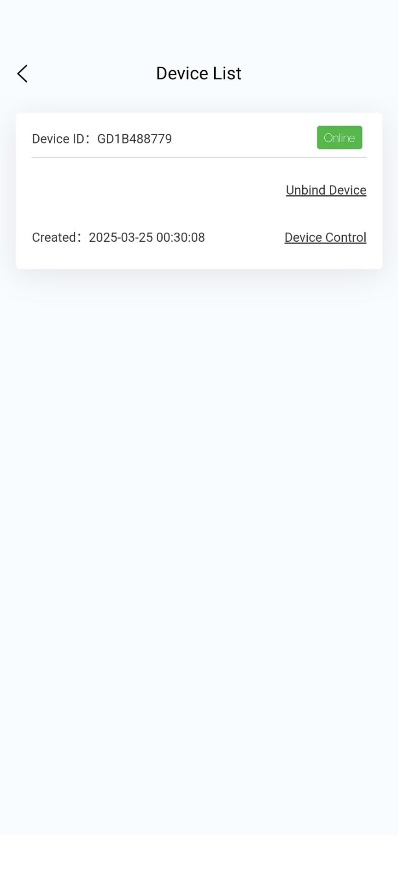 Device List
Device ID：GD1B488779
Online
Unbind Device
Created：2025-03-25 00:30:08
Device Control